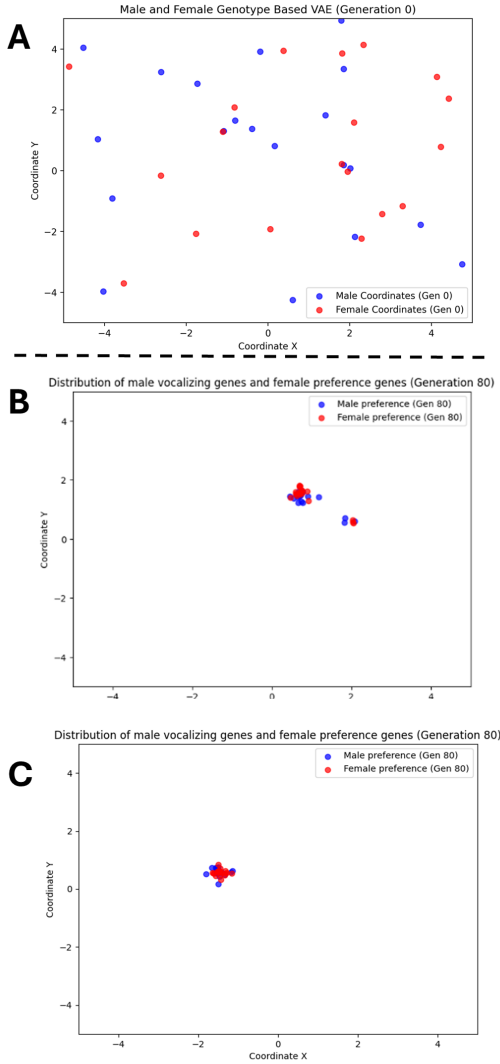 Male and Female Genotype Based VAE (Generation 0)
A
4
2
0
−2
−4
Coordinate Y
Male Coordinates (Gen 0)
Female Coordinates (Gen 0)
−4 −2 0 2 4
Coordinate X
Distribution of male vocalizing genes and female preference genes (Generation 80)
B
Male preference (Gen 80)
Female preference (Gen 80)
4
2
0
−2
−4
Coordinate Y
−4 −2 0 2 4
Distribution of male vocalizing genes and female preference genes (Generation 80)
C
Male preference (Gen 80)
Female preference (Gen 80)
4
2
0
−2
−4
Coordinate Y
−4 −2 0 2 4
Coordinate X